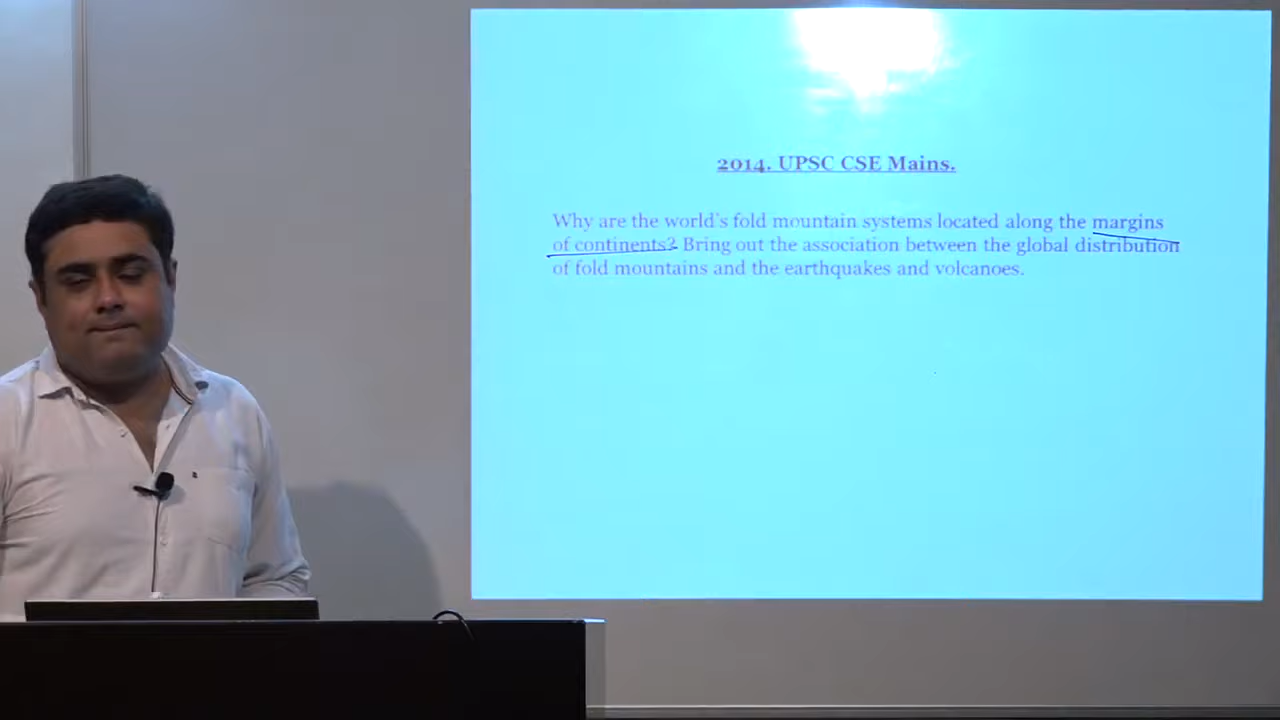 2014. UPSC CSE Mains.
Why are the world's fold mountain systems located along the margins
of continents? Bring out the association between the global distribution
of fold mountains and the earthquakes and volcanoes.